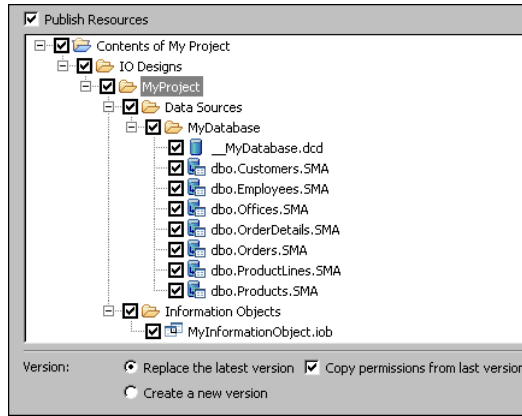 Publish Resources
Contents of My Project
IO Designs
MyProject
Data Sources
MyDatabase
__MyDatabase.dcd
dbo.Customers.SMA
dbo.Employees.SMA
dbo.Offices.SMA
dbo.OrderDetails.SMA
dbo.Orders.SMA
dbo.ProductLines.SMA
dbo.Products.SMA
Information Objects
MyInformationObject.iob
Version: Replace the latest version Copy permissions from last version
Create a new version